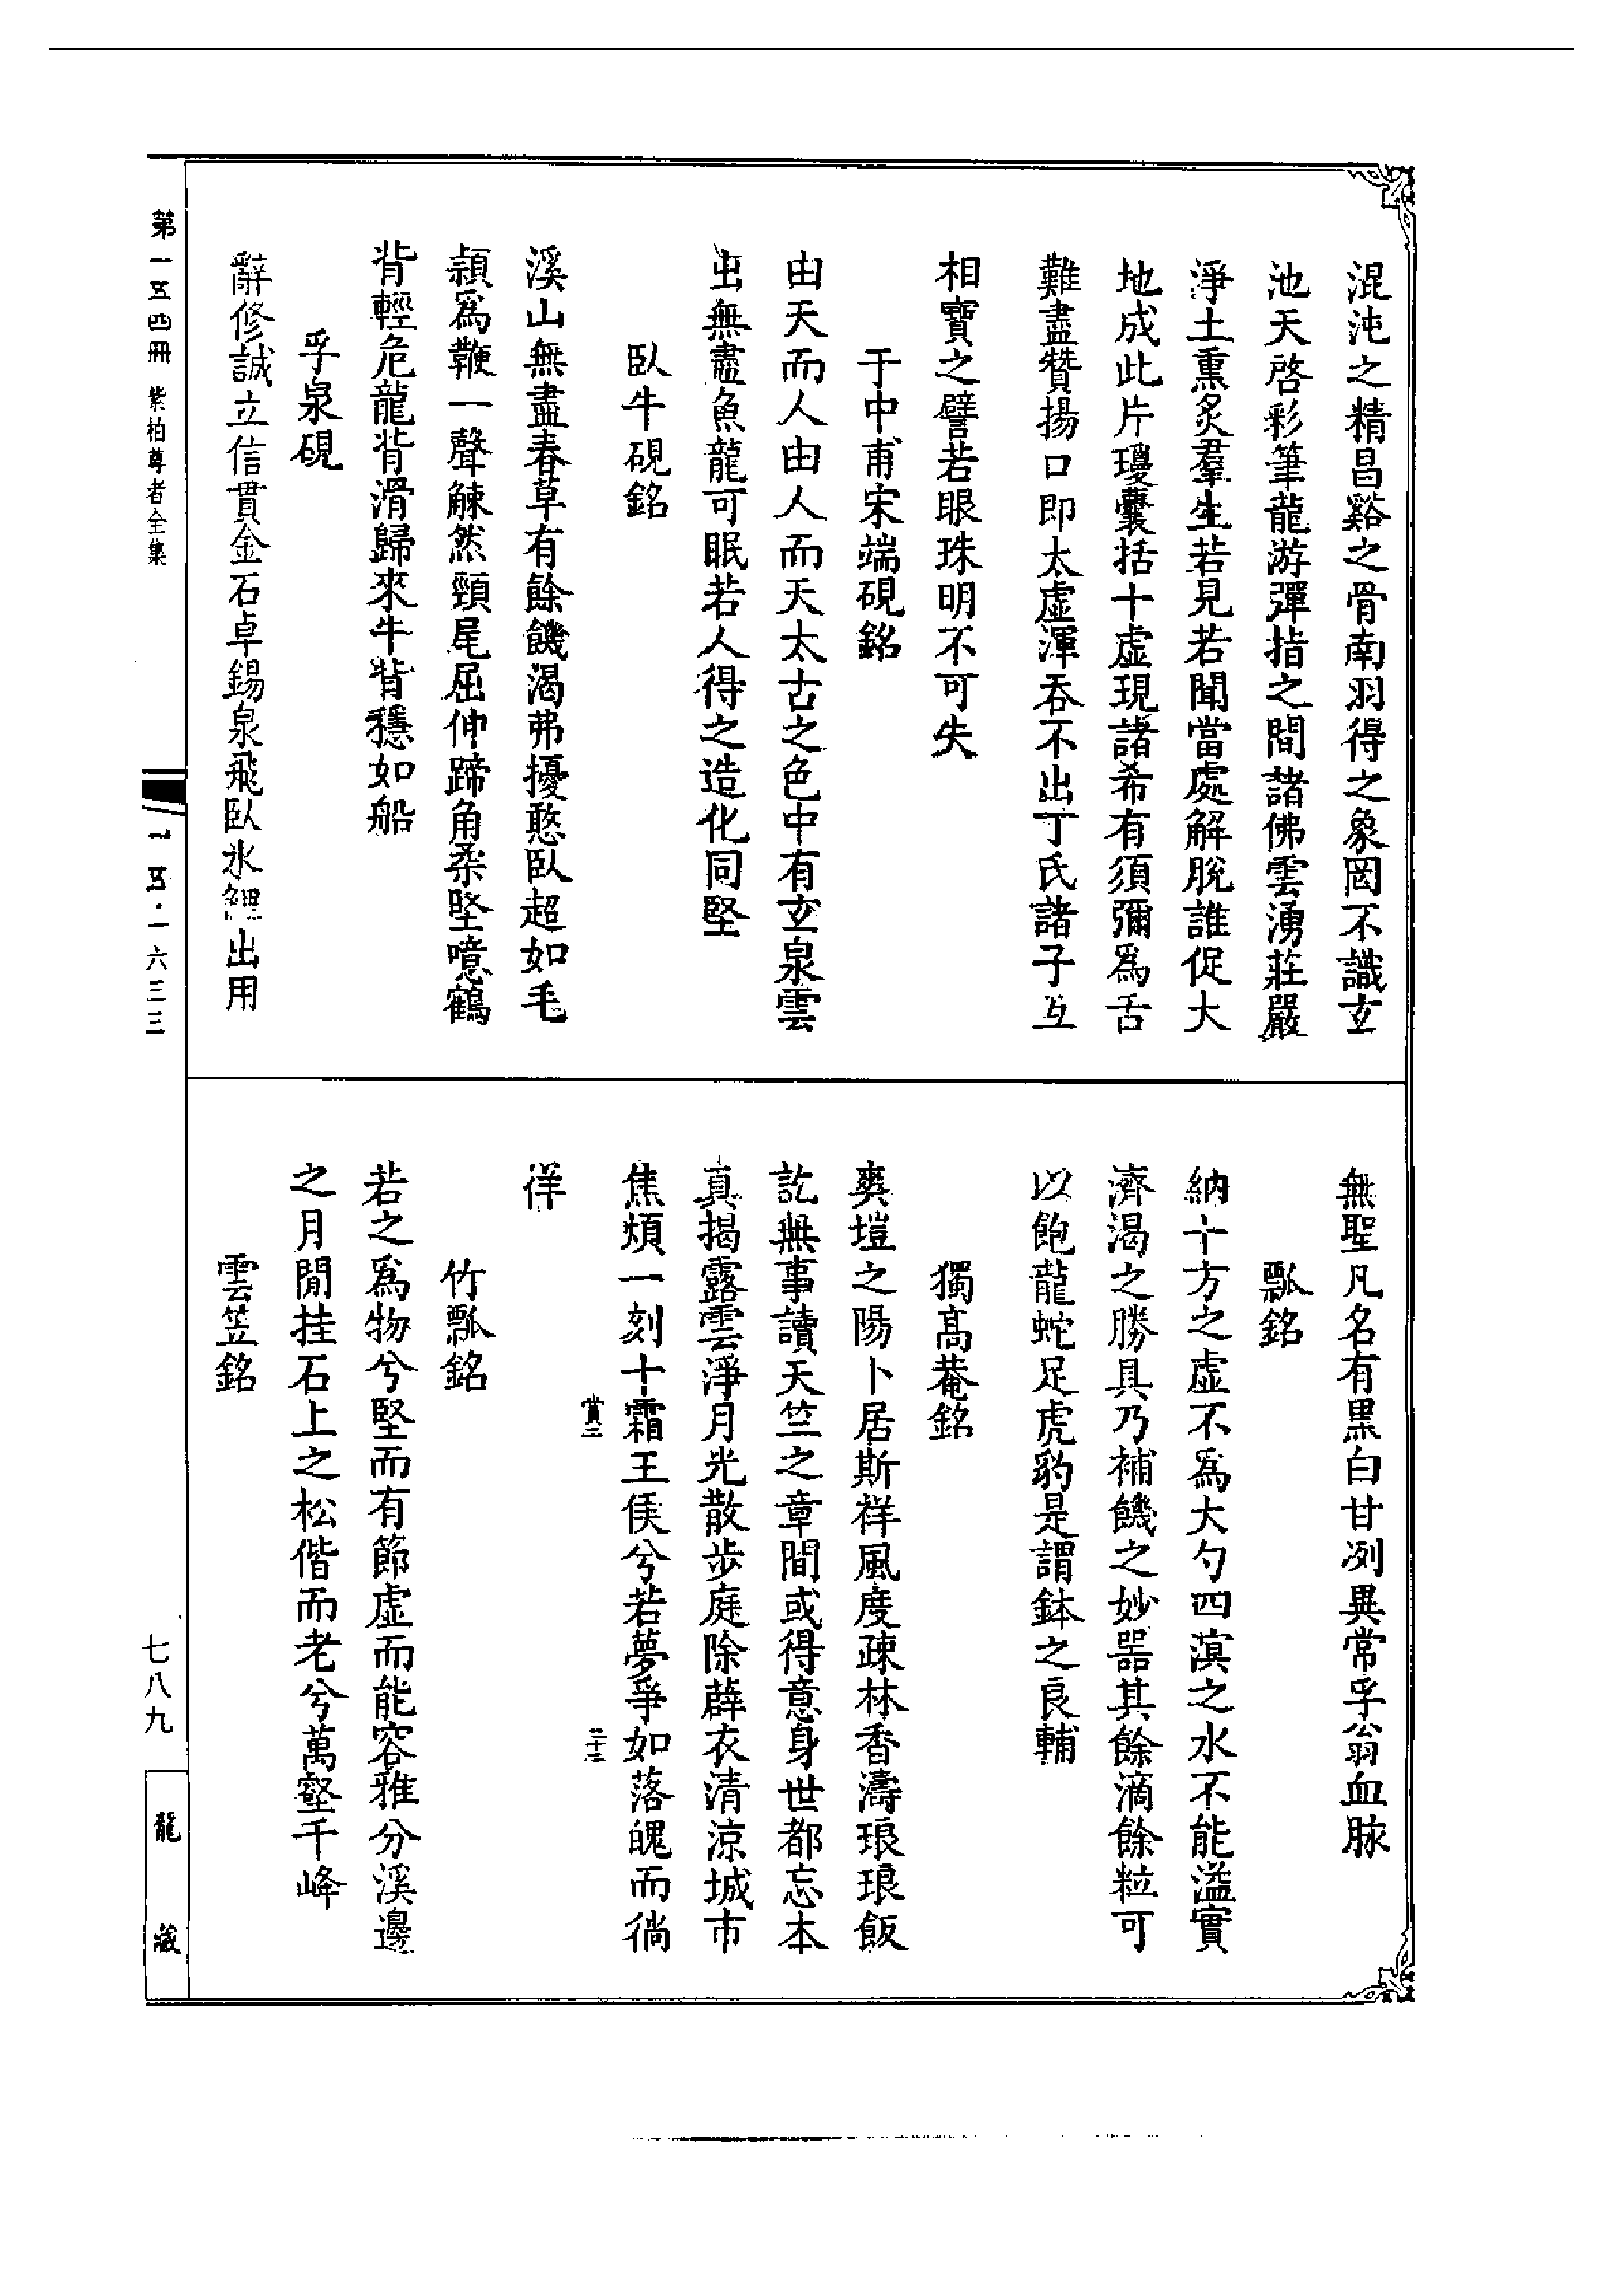 混沌之精昌谿之骨南羽得之象罔不識玄
池天啓彩筆龍游彈指之間諸佛雲湧莊嚴
淨土熏炙羣生若見若聞當處解脫誰促大
地成此片瓊囊括十虛現諸希有須彌爲舌
難盡贊揚口即太虛渾吞不出丁氏諸子互
相寶之譬若眼珠明不可失
于中甫宋端硯銘
由天而人由人而天太古之色中有玄泉雲
出無盡魚龍可眠若人得之造化同堅
臥牛硯銘
溪山無盡春草有餘饑渴弗擾憨臥超如毛
頴爲鞭一聲觫然頸尾屈伸蹄角柔堅噫鶴
背輕危龍背滑歸來牛背穩如船
孚泉硯
辭修誠立信貫金石卓錫泉飛臥氷鯉出用
無聖凡名有黑白甘冽異常孚翁血脉
瓢銘
納十方之虛不爲大勺四溟之水不能溢實
濟渴之勝具乃補饑之妙器其餘滴餘粒可
以飽龍蛇足虎豹是謂鉢之良輔
獨高菴銘
爽塏之陽卜居斯祥風度疎林香濤琅琅飯
訖無事讀天竺之章間或得意身世都忘本
真揭露雲淨月光散步庭除薜衣清涼城市
焦煩一刻十霜王侯兮若夢爭如落魄而徜
徉
竹瓢銘
若之爲物兮堅而有節虛而能容雅分溪邊
之月閒挂石上之松偕而老兮萬壑千峰
雲笠銘
賞三
二十三
第一五四冊 紫柏尊者全集
一五·一六三三
七八九
龍藏